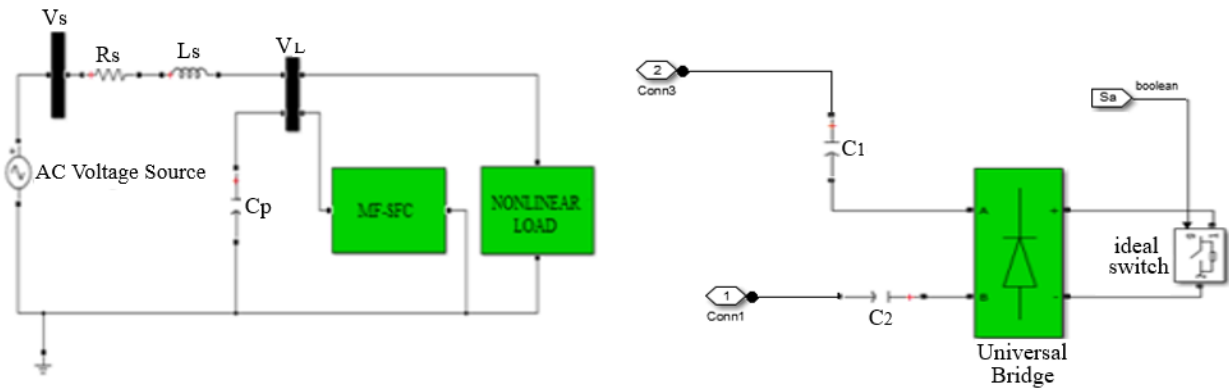 Vs
Rs
Ls
VL
AC Voltage Source
Cp
MF-SFC
NONLINEAR
LOAD
2
Conn3
C1
Sa
boolean
A
+
B
-
ideal
switch
1
Conn1
C2
Universal
Bridge